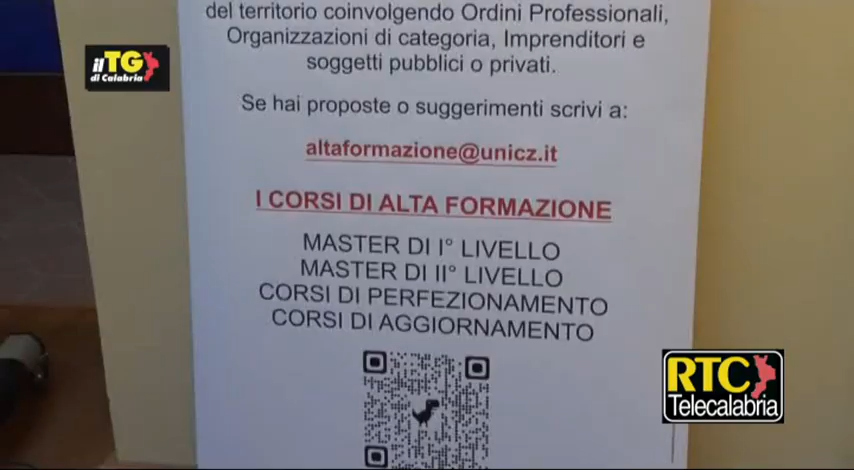 del territorio coinvolgendo Ordini Professionali,
Organizzazioni di categoria, Imprenditori e
soggetti pubblici o privati.
Se hai proposte o suggerimenti scrivi a:
altaformazione@unicz.it
I CORSI DI ALTA FORMAZIONE
MASTER DI I° LIVELLO
MASTER DI II° LIVELLO
CORSI DI PERFEZIONAMENTO
CORSI DI AGGIORNAMENTO
il TG
di Calabria
RTC
Telecalabria